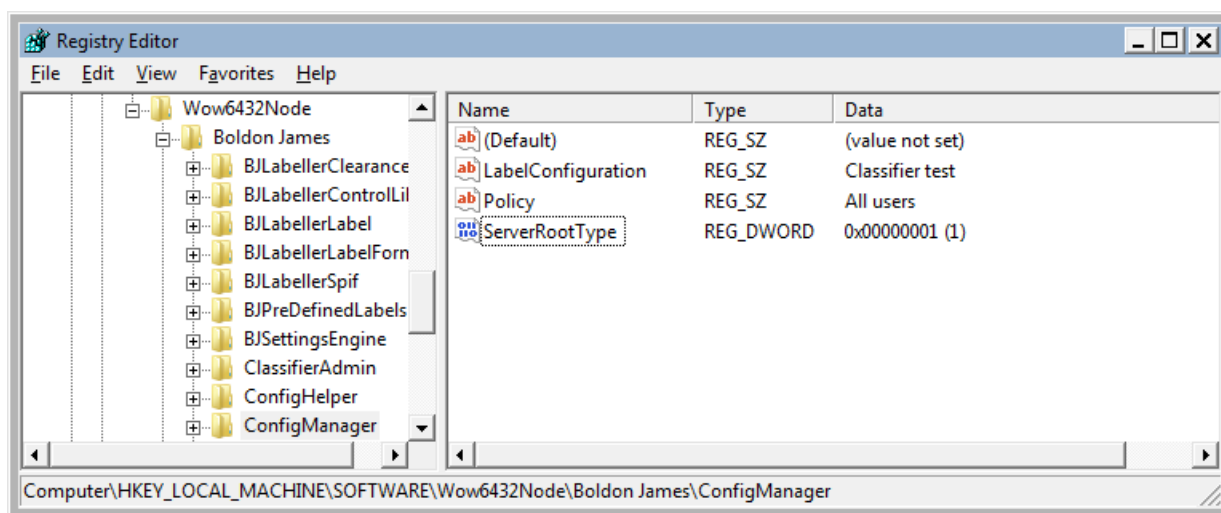 Registry Editor
File Edit View Favorites Help
Wow6432Node
Boldon James
BJLabellerClearance
BJLabellerControlLil
BJLabellerLabel
BJLabellerLabelForn
BJLabellerSpif
BJPreDefinedLabels
BJSettingsEngine
ClassifierAdmin
ConfigHelper
ConfigManager
Name Type Data
(Default) REG_SZ (value not set)
LabelConfiguration REG_SZ Classifier test
Policy REG_SZ All users
ServerRootType REG_DWORD 0x00000001 (1)
Computer\HKEY_LOCAL_MACHINE\SOFTWARE\Wow6432Node\Boldon James\ConfigManager